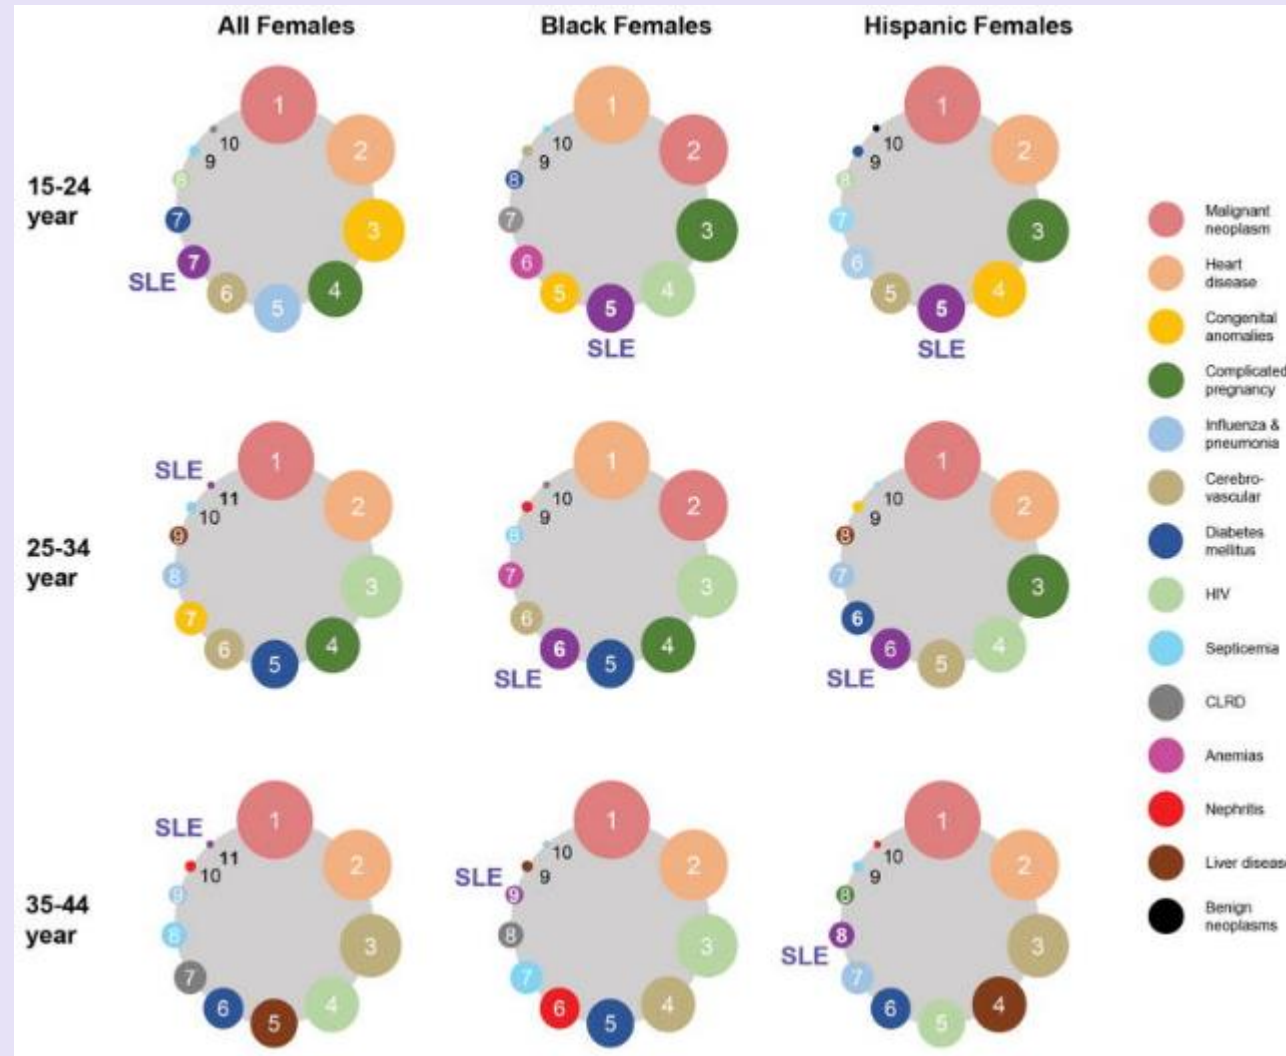 All Females
Black Females
Hispanic Females
15-24
year
1
2
3
4
5
6
7
SLE
7
8
9
10
1
2
3
4
5
SLE
5
6
7
8
9
10
1
2
3
4
5
SLE
5
6
7
8
9
10
25-34
year
1
2
3
4
5
6
7
8
9
10
11
SLE
1
2
3
4
5
6
SLE
6
7
8
9
10
1
2
3
4
5
6
SLE
6
7
8
9
10
35-44
year
1
2
3
4
5
6
7
8
9
10
11
SLE
1
2
3
4
5
6
7
8
9
SLE
9
10
1
2
3
4
5
6
7
8
SLE
8
9
10
Malignant
neoplasm
Heart
disease
Congenital
anomalies
Complicated
pregnancy
Influenza &
pneumonia
Cerebro-
vascular
Diabetes
mellitus
HIV
Septicemia
CLRD
Anemias
Nephritis
Liver disease
Benign
neoplasms